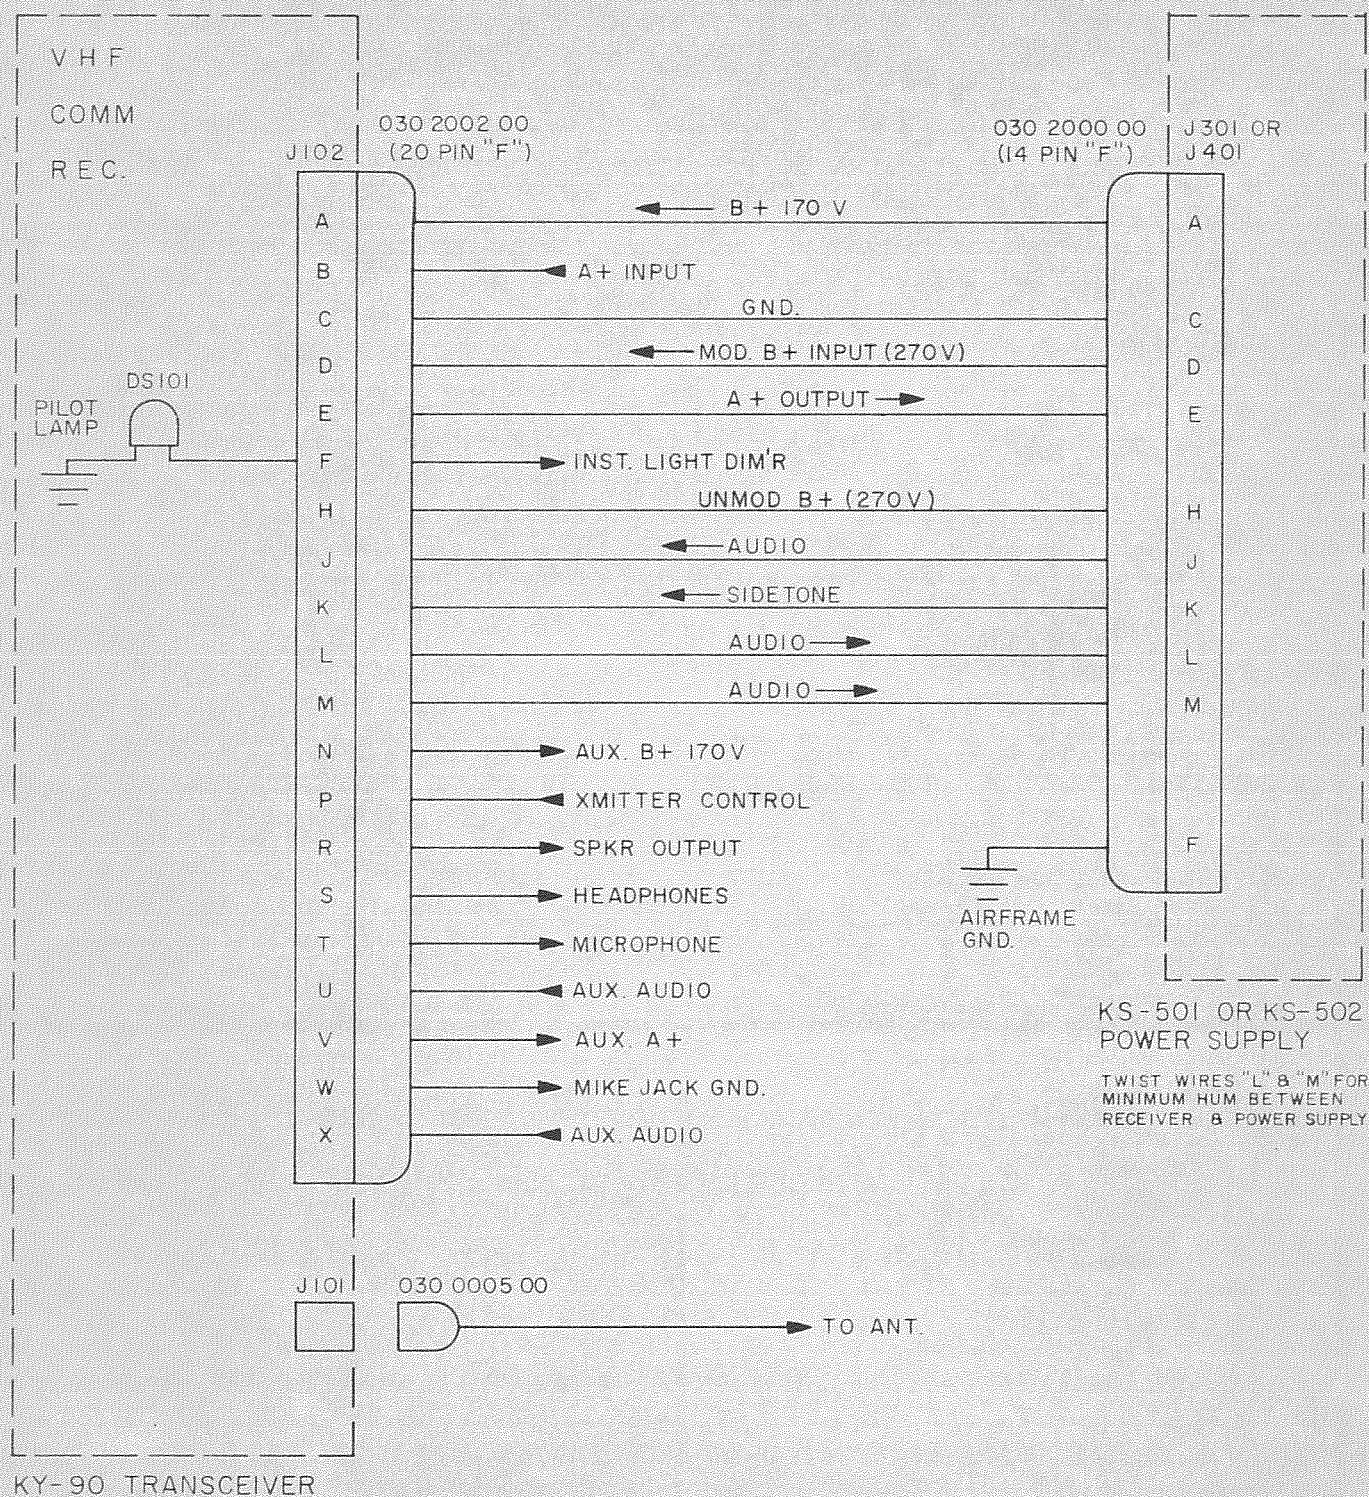 VHF
COMM
REC.
J102
030 2002 00
(20 PIN "F")
030 2000 00
(14 PIN "F")
J301 OR
J401
A
B+ 170 V
A
B
A+ INPUT
C
GND.
C
D
MOD. B+ INPUT (270V)
D
DS101
PILOT
LAMP
E
A+ OUTPUT
E
F
INST. LIGHT DIM'R
H
UNMOD B+ (270V)
H
J
AUDIO
J
K
SIDETONE
K
L
AUDIO
L
M
AUDIO
M
N
AUX. B+ 170V
P
XMITTER CONTROL
R
SPKR OUTPUT
F
S
HEADPHONES
AIRFRAME
GND.
T
MICROPHONE
U
AUX. AUDIO
V
AUX. A+
W
MIKE JACK GND.
X
AUX. AUDIO
KS-501 OR KS-502
POWER SUPPLY
TWIST WIRES "L" & "M" FOR
MINIMUM HUM BETWEEN
RECEIVER & POWER SUPPLY
J101
030 0005 00
TO ANT.
KY-90 TRANSCEIVER